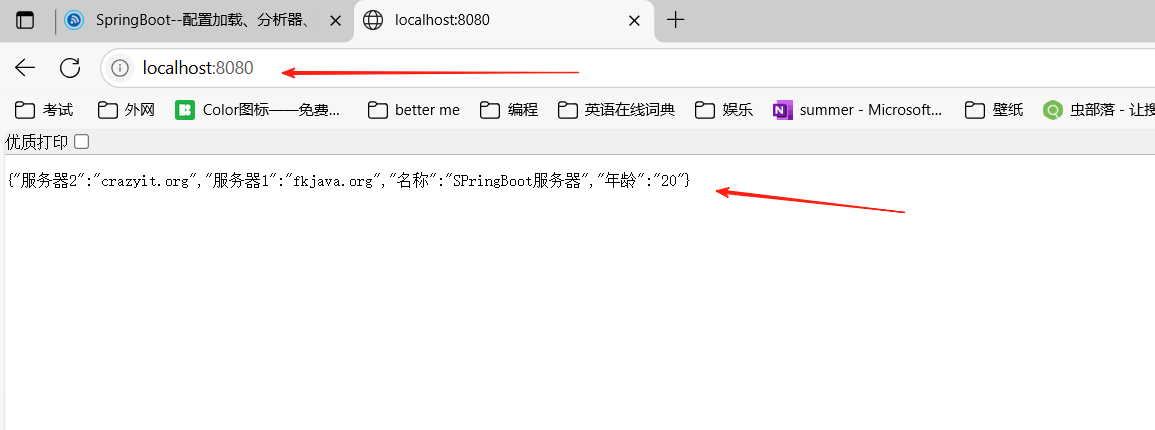 SpringBoot--配置加载、分析器、
localhost:8080
localhost:8080
考试 外网 Color图标——免费... better me 编程 英语在线词典 娱乐 summer - Microsoft... 壁纸 虫部落 - 让搜
优质打印
{"服务器2":"crazyit.org","服务器1":"fkjava.org","名称":"SPringBoot服务器","年龄":"20"}